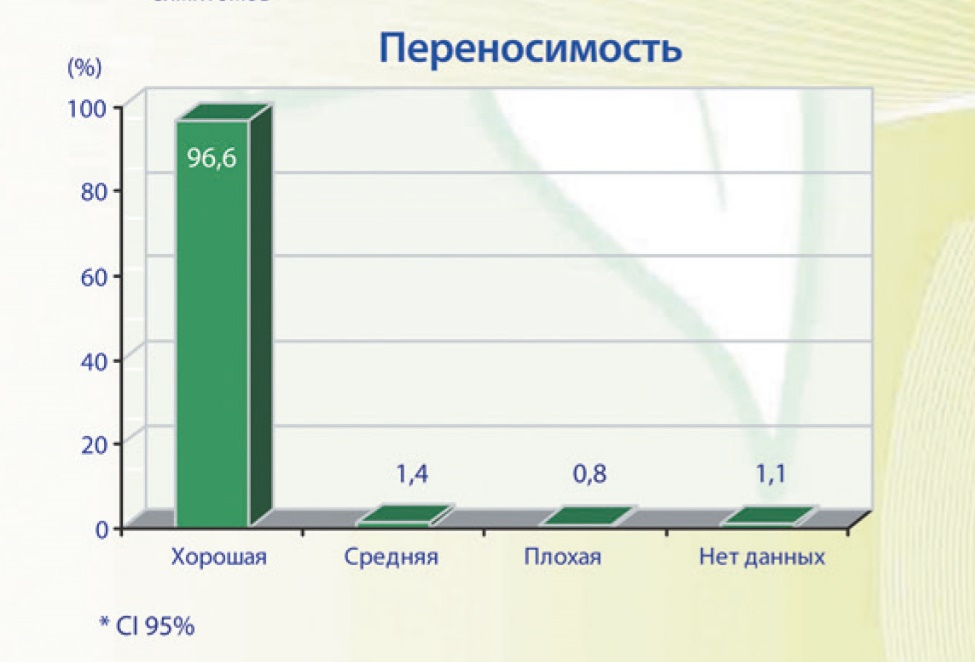 Переносимость
(%)
100
96,6
80
60
40
20
1,4
0,8
1,1
0
Хорошая
Средняя
Плохая
Нет данных
* CI 95%